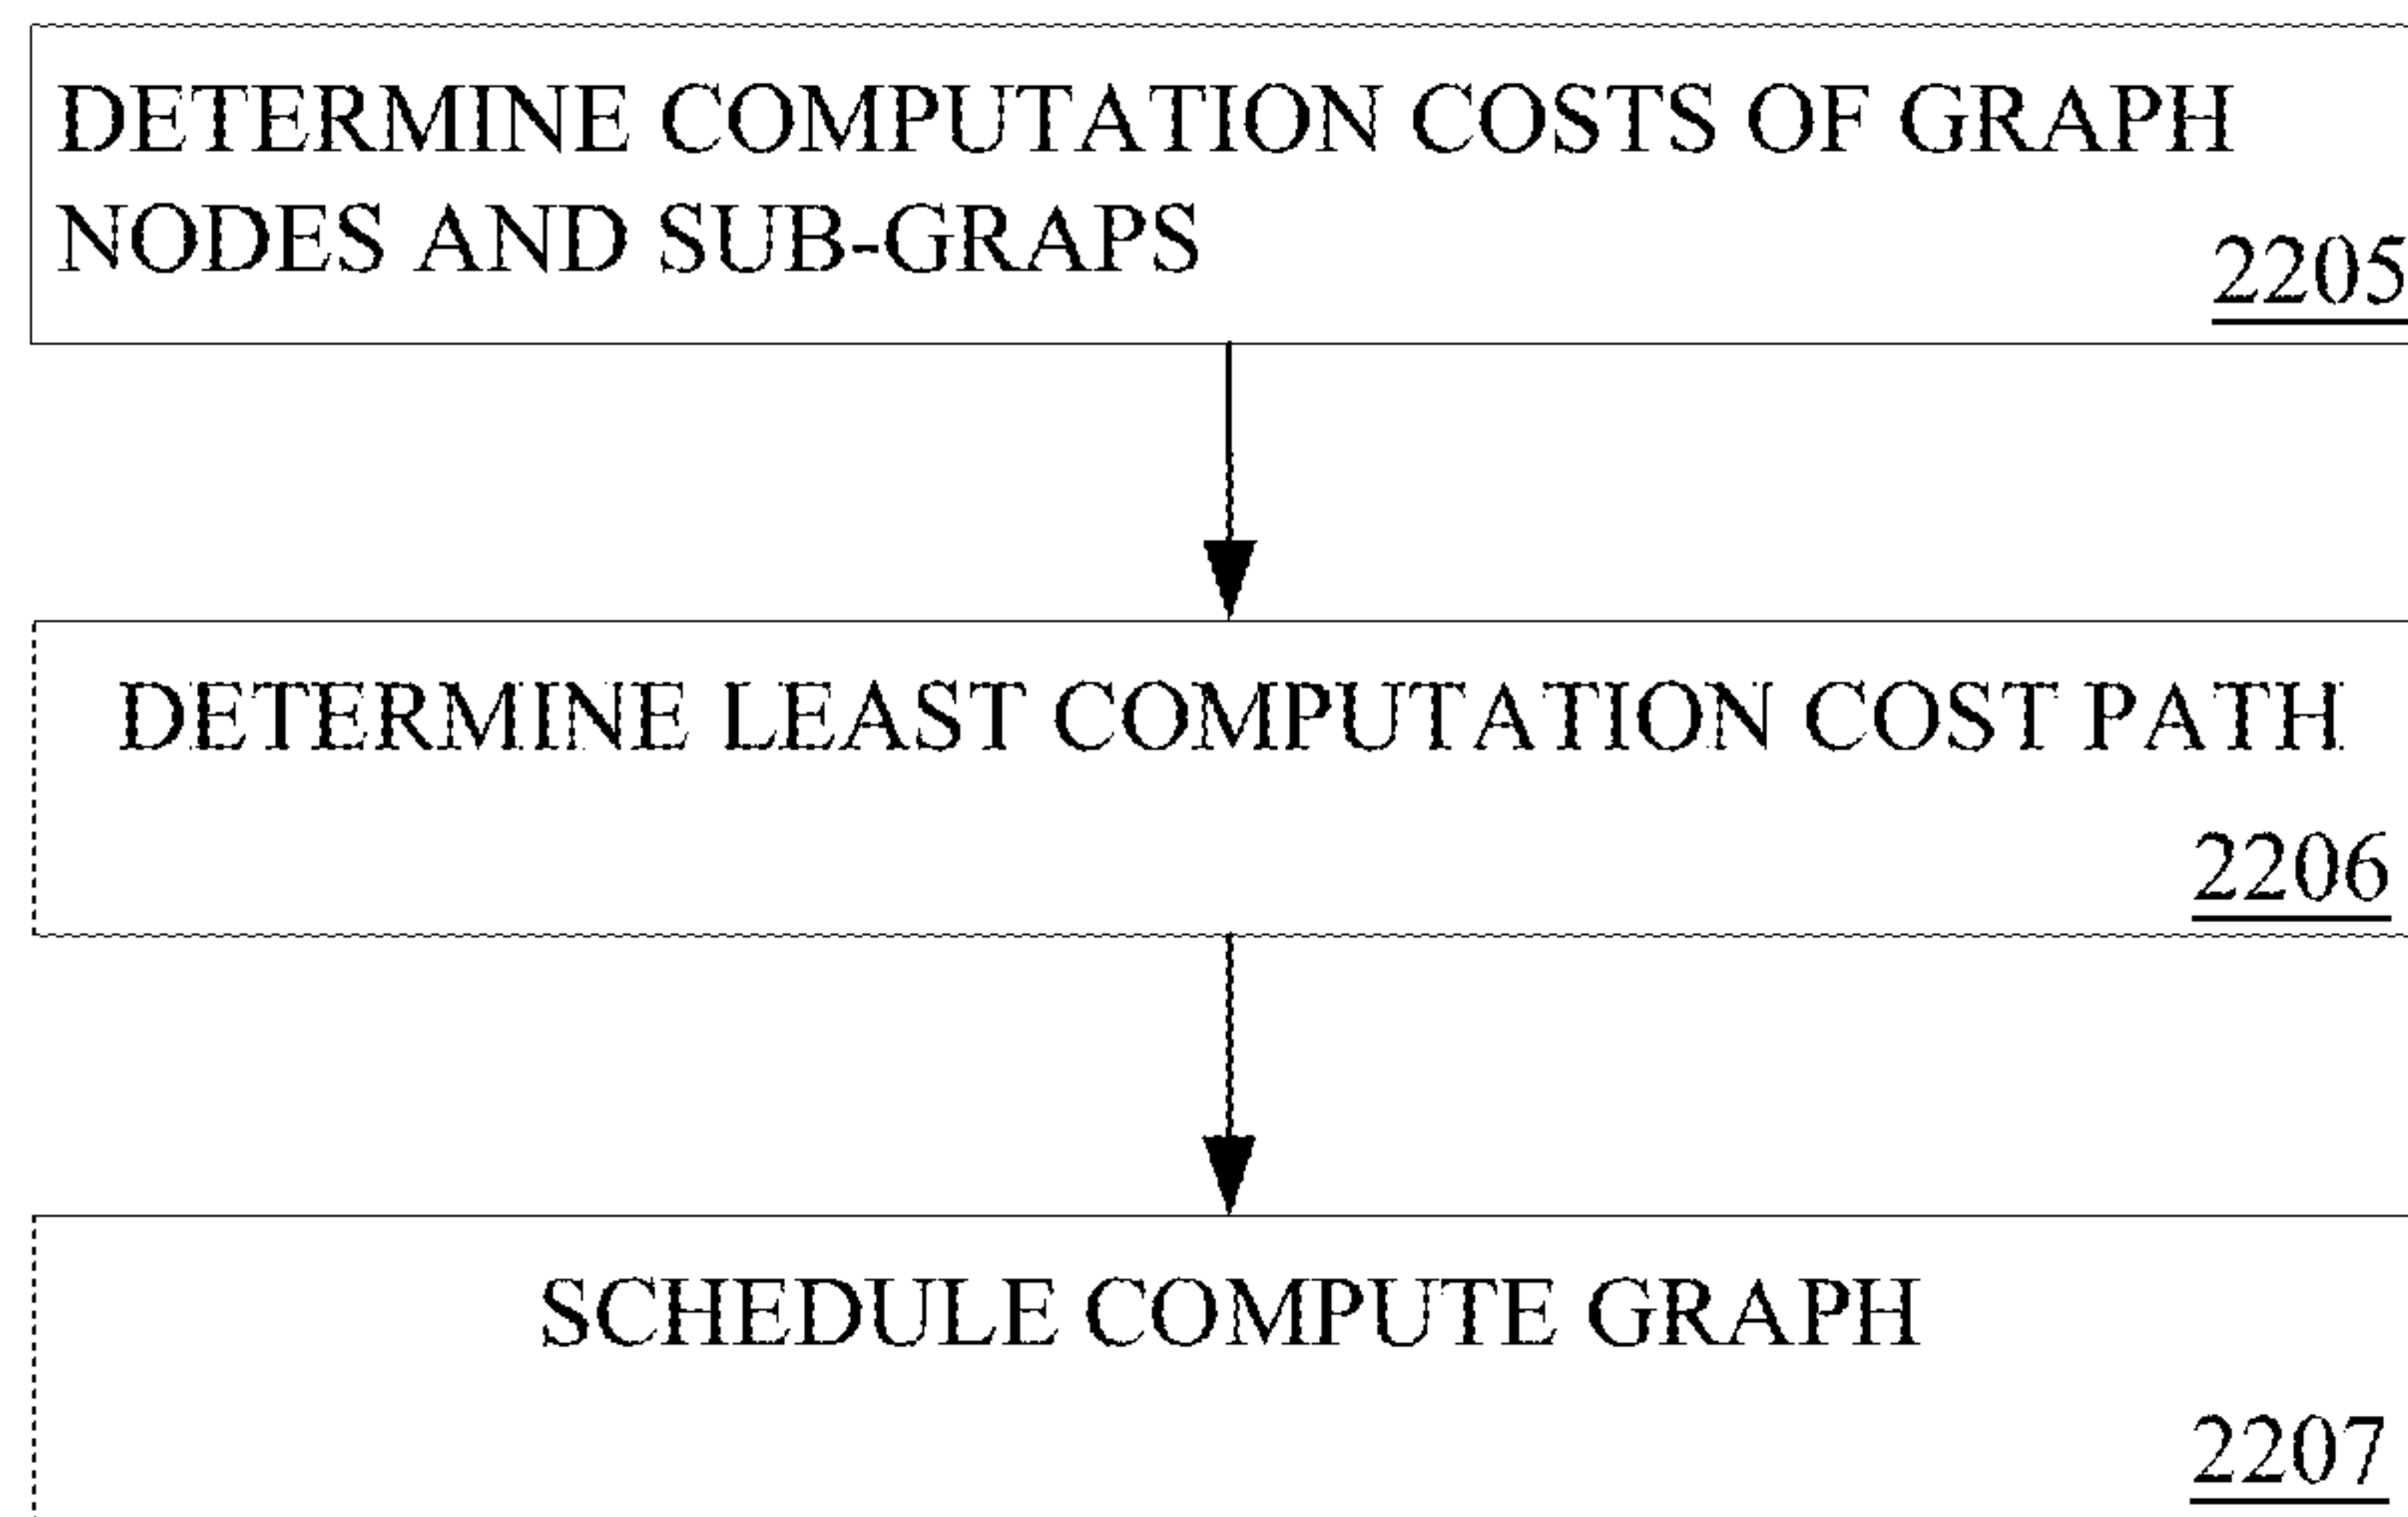 DETERMINE COMPUTATION COSTS OF GRAPH
NODES AND SUB-GRAPS
2205
DETERMINE LEAST COMPUTATION COST PATH
2206
SCHEDULE COMPUTE GRAPH
2207